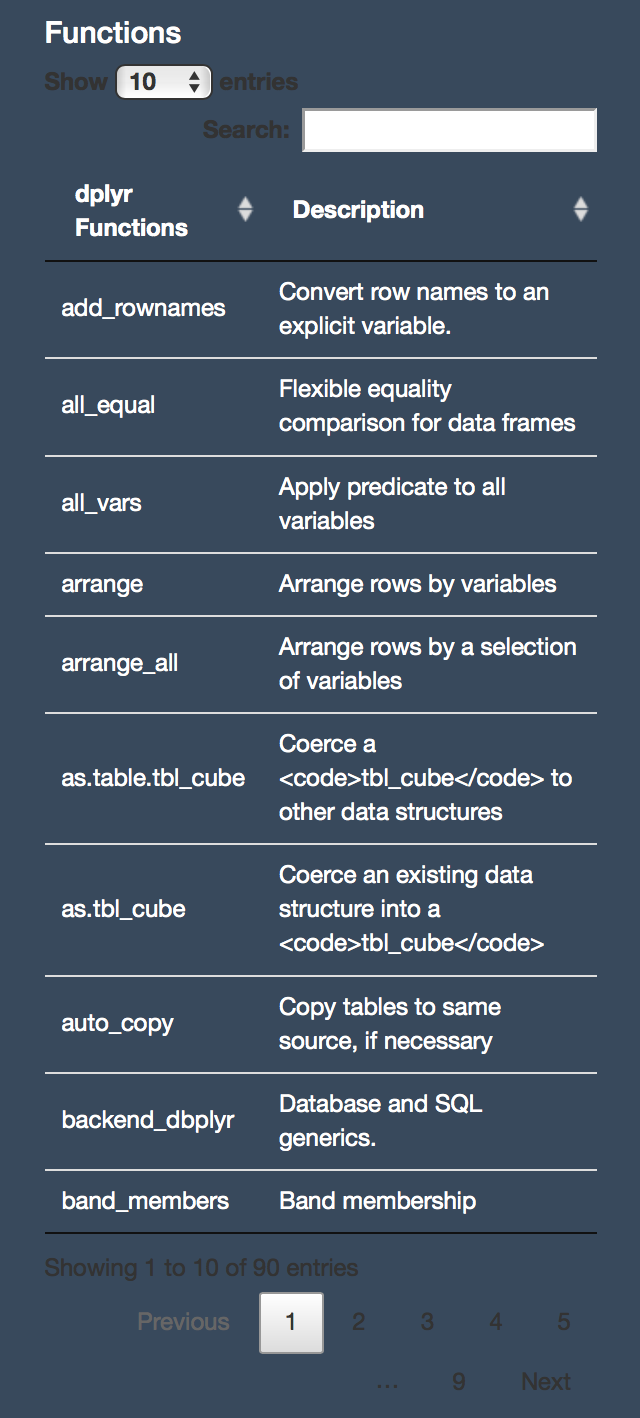 Functions
Show 10 entries
Search:
dplyr
Functions
Description
add_rownames
Convert row names to an
explicit variable.
all_equal
Flexible equality
comparison for data frames
all_vars
Apply predicate to all
variables
arrange
Arrange rows by variables
arrange_all
Arrange rows by a selection
of variables
as.table.tbl_cube
Coerce a
<code>tbl_cube</code> to
other data structures
as.tbl_cube
Coerce an existing data
structure into a
<code>tbl_cube</code>
auto_copy
Copy tables to same
source, if necessary
backend_dbplyr
Database and SQL
generics.
band_members
Band membership
Showing 1 to 10 of 90 entries
Previous 1 2 3 4 5
… 9 Next